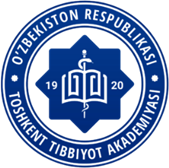 O'ZBEKISTON RESPUBLIKASI
19 20
TOSHKENT TIBBIYOT AKADEMIYASI